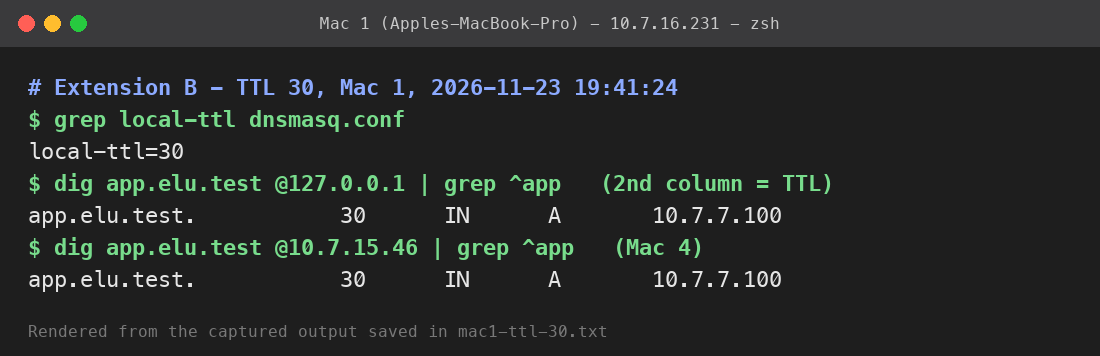 Mac 1 (Apples-MacBook-Pro) — 10.7.16.231 — zsh
# Extension B — TTL 30, Mac 1, 2026-11-23 19:41:24
$ grep local-ttl dnsmasq.conf
local-ttl=30
$ dig app.elu.test @127.0.0.1 | grep ^app   (2nd column = TTL)
app.elu.test.           30      IN      A       10.7.7.100
$ dig app.elu.test @10.7.15.46 | grep ^app   (Mac 4)
app.elu.test.           30      IN      A       10.7.7.100
Rendered from the captured output saved in mac1-ttl-30.txt